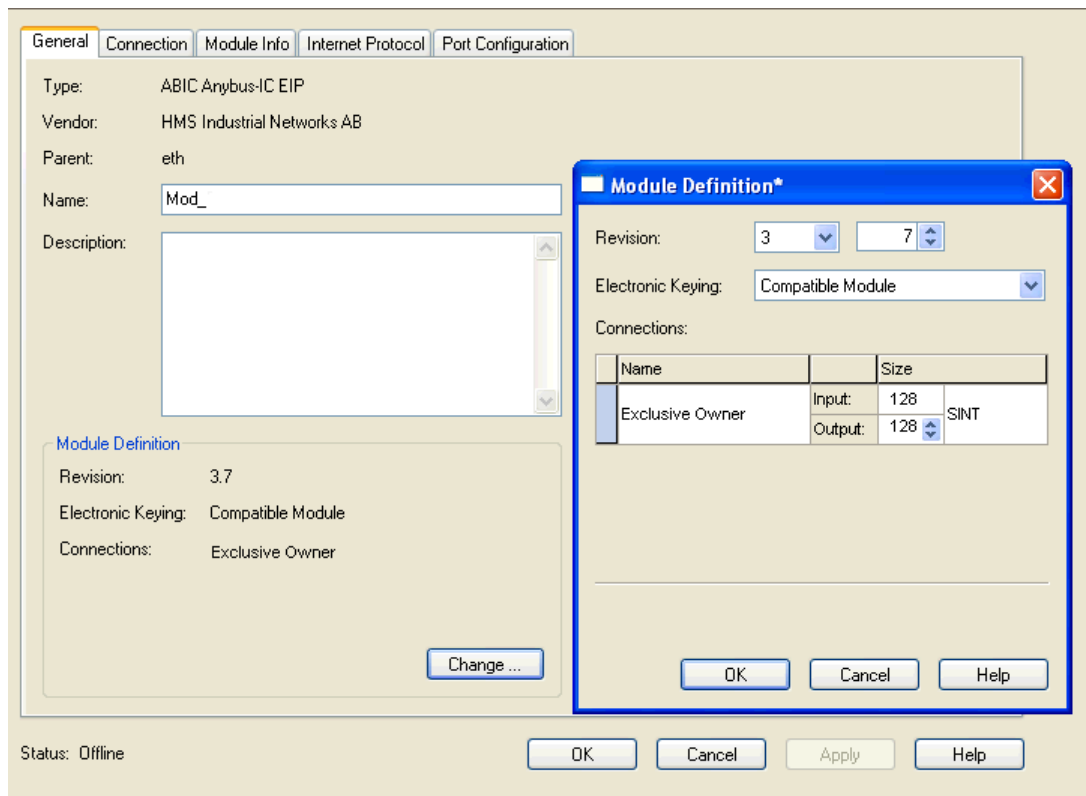 General Connection Module Info Internet Protocol Port Configuration
Type: ABIC Anybus-IC EIP
Vendor: HMS Industrial Networks AB
Parent: eth
Name: Mod_
Description:
Module Definition
Revision: 3.7
Electronic Keying: Compatible Module
Connections: Exclusive Owner
Change ...
Module Definition*
Revision: 3 7
Electronic Keying: Compatible Module
Connections:
Name Size
Exclusive Owner Input: 128 SINT
Output: 128
OK Cancel Help
Status: Offline OK Cancel Apply Help